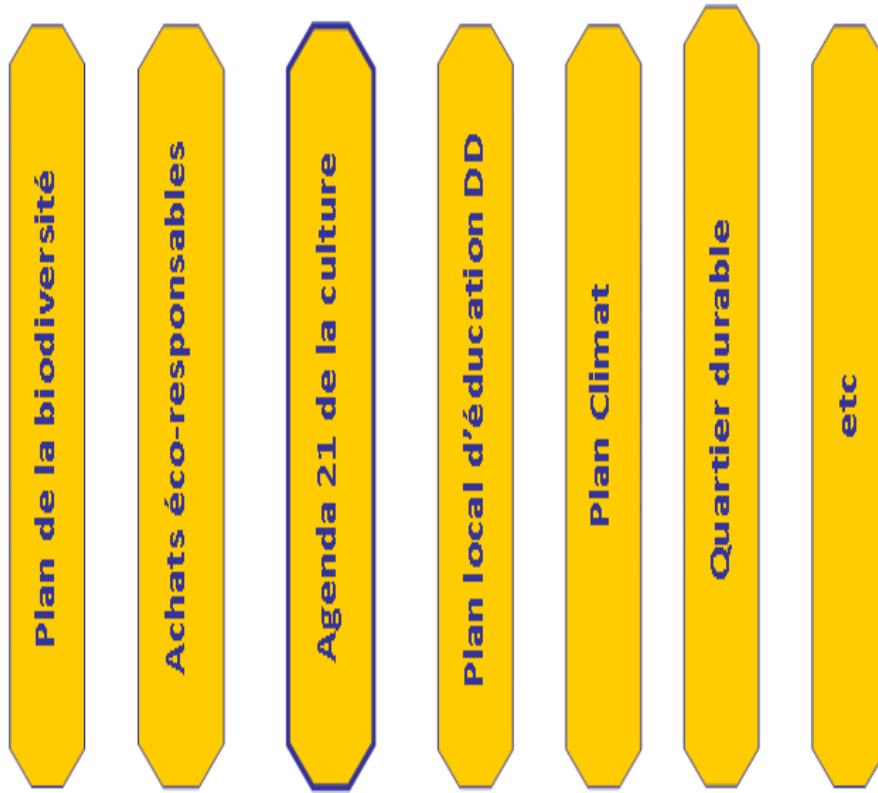 Plan de la biodiversité
Achats éco-responsables
Agenda 21 de la culture
Plan local d’éducation DD
Plan Climat
Quartier durable
etc